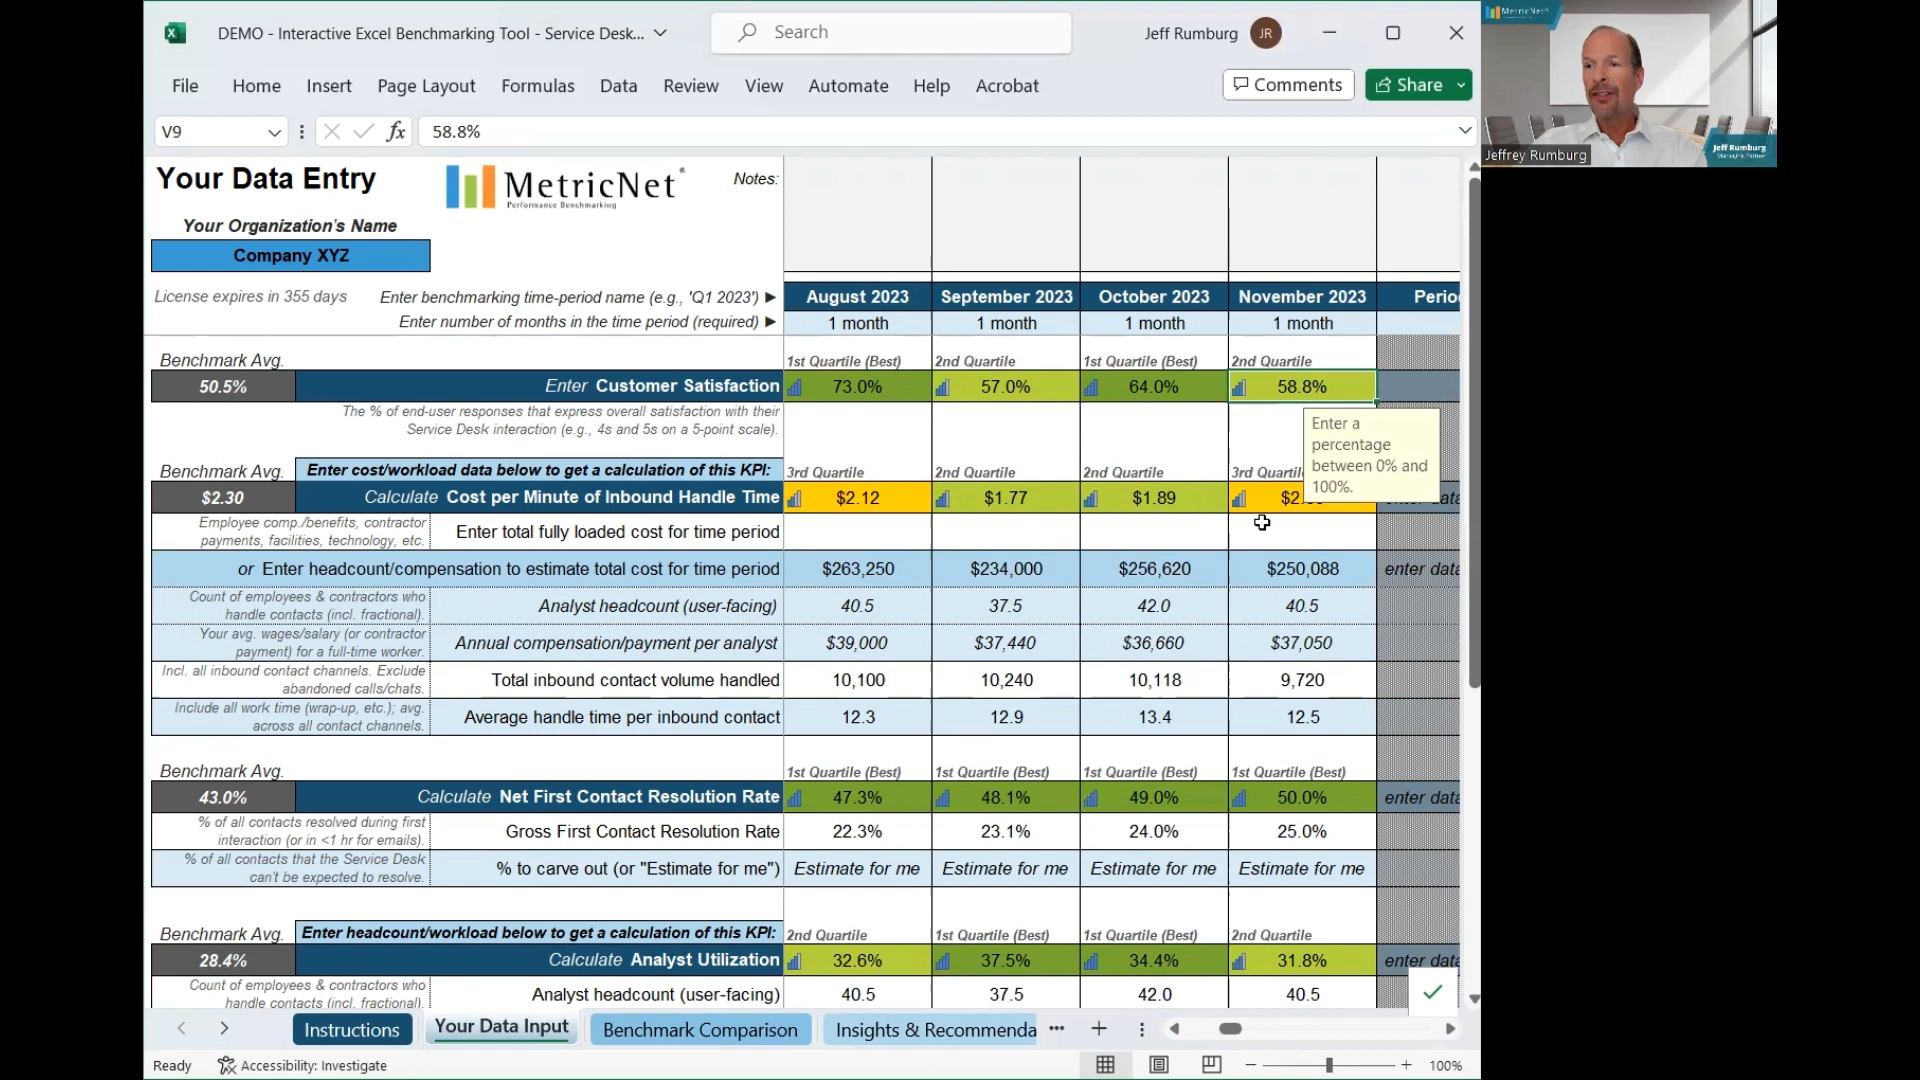 DEMO - Interactive Excel Benchmarking Tool - Service Desk...
Search
Jeff Rumburg
JR
File Home Insert Page Layout Formulas Data Review View Automate Help Acrobat
Comments
Share
V9
fx
58.8%
Your Data Entry
MetricNet®
Performance Benchmarking
Notes:
Your Organization's Name
Company XYZ
License expires in 355 days
Enter benchmarking time-period name (e.g., 'Q1 2023') ►
August 2023 September 2023 October 2023 November 2023
Enter number of months in the time period (required) ►
1 month 1 month 1 month 1 month
Benchmark Avg.
1st Quartile (Best) 2nd Quartile 1st Quartile (Best) 2nd Quartile
50.5% Enter Customer Satisfaction 73.0% 57.0% 64.0% 58.8%
The % of end-user responses that express overall satisfaction with their
Service Desk interaction (e.g., 4s and 5s on a 5-point scale).
Enter a
percentage
between 0% and
100%.
Benchmark Avg. Enter cost/workload data below to get a calculation of this KPI: 3rd Quartile 2nd Quartile 2nd Quartile
3rd
$2.30 Calculate Cost per Minute of Inbound Handle Time $2.12 $1.77 $1.89
Employee comp./benefits, contractor
payments, facilities, technology, etc.
Enter total fully loaded cost for time period
or Enter headcount/compensation to estimate total cost for time period $263,250 $234,000 $256,620 $250,088 enter data
Count of employees & contractors who
handle contacts (incl. fractional).
Analyst headcount (user-facing) 40.5 37.5 42.0 40.5
Your avg. wages/salary (or contractor
payment) for a full-time worker.
Annual compensation/payment per analyst $39,000 $37,440 $36,660 $37,050
Incl. all inbound contact channels. Exclude
abandoned calls/chats.
Total inbound contact volume handled 10,100 10,240 10,118 9,720
Include all work time (wrap-up, etc.); avg.
across all contact channels.
Average handle time per inbound contact 12.3 12.9 13.4 12.5
Benchmark Avg.
1st Quartile (Best) 1st Quartile (Best) 1st Quartile (Best) 1st Quartile (Best)
43.0% Calculate Net First Contact Resolution Rate 47.3% 48.1% 49.0% 50.0% enter data
% of all contacts resolved during first
interaction (or in <1 hr for emails).
Gross First Contact Resolution Rate 22.3% 23.1% 24.0% 25.0%
% of all contacts that the Service Desk
can't be expected to resolve.
% to carve out (or "Estimate for me") Estimate for me Estimate for me Estimate for me Estimate for me
Benchmark Avg. Enter headcount/workload below to get a calculation of this KPI: 2nd Quartile 1st Quartile (Best) 1st Quartile (Best) 2nd Quartile
28.4% Calculate Analyst Utilization 32.6% 37.5% 34.4% 31.8% enter data
Count of employees & contractors who
handle contacts (incl. fractional).
Analyst headcount (user-facing) 40.5 37.5 42.0 40.5
Instructions Your Data Input Benchmark Comparison Insights & Recommenda ...
Ready Accessibility: Investigate 100%
MetricNet
Jeffrey Rumburg
Jeff Rumburg
Managing Partner